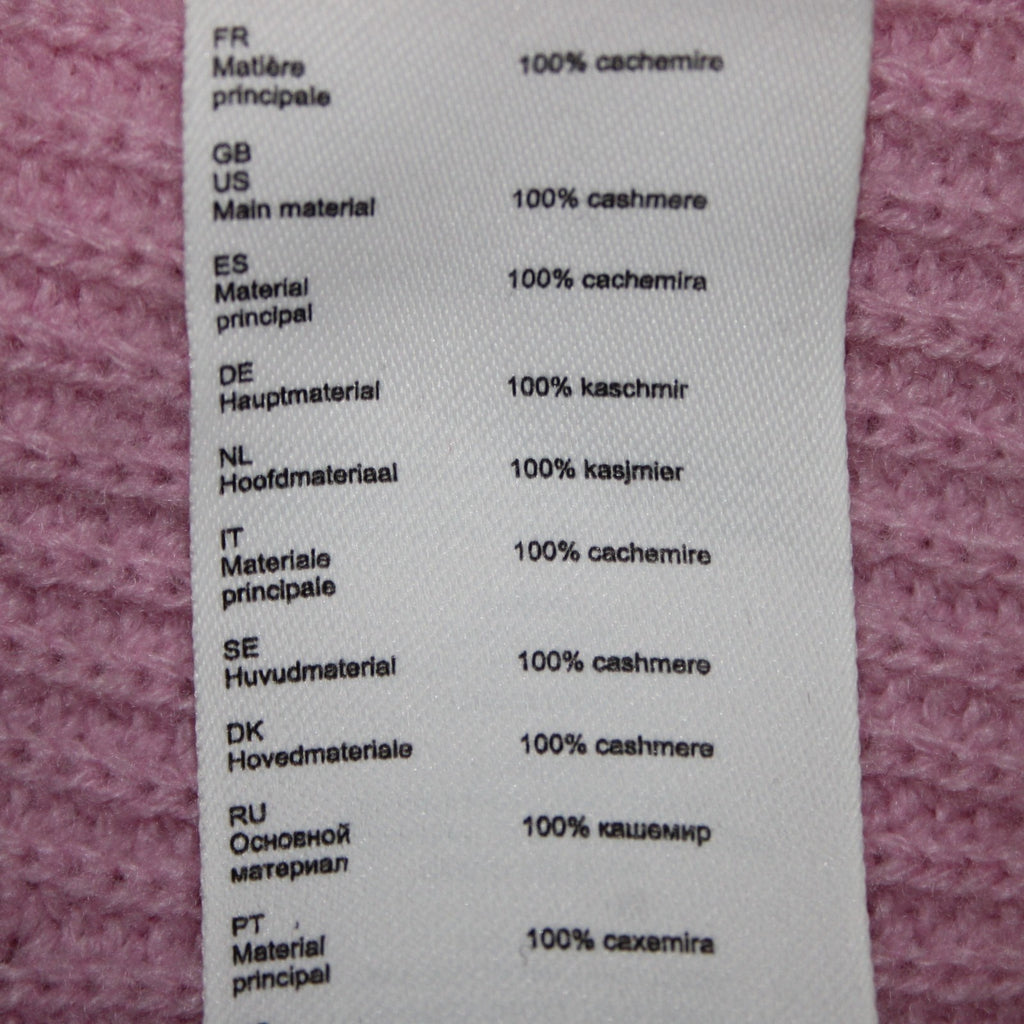 FR
Matière 100% cachemire
principale
GB
US
Main material 100% cashmere
ES
Material 100% cachemira
principal
DE
Hauptmaterial 100% kaschmir
NL
Hoofdmateriaal 100% kasjmier
IT
Materiale 100% cachemire
principale
SE
Huvudmaterial 100% cashmere
DK
Hovedmateriale 100% cashmere
RU
Основной 100% кашемир
материал
PT
Material 100% caxemira
principal